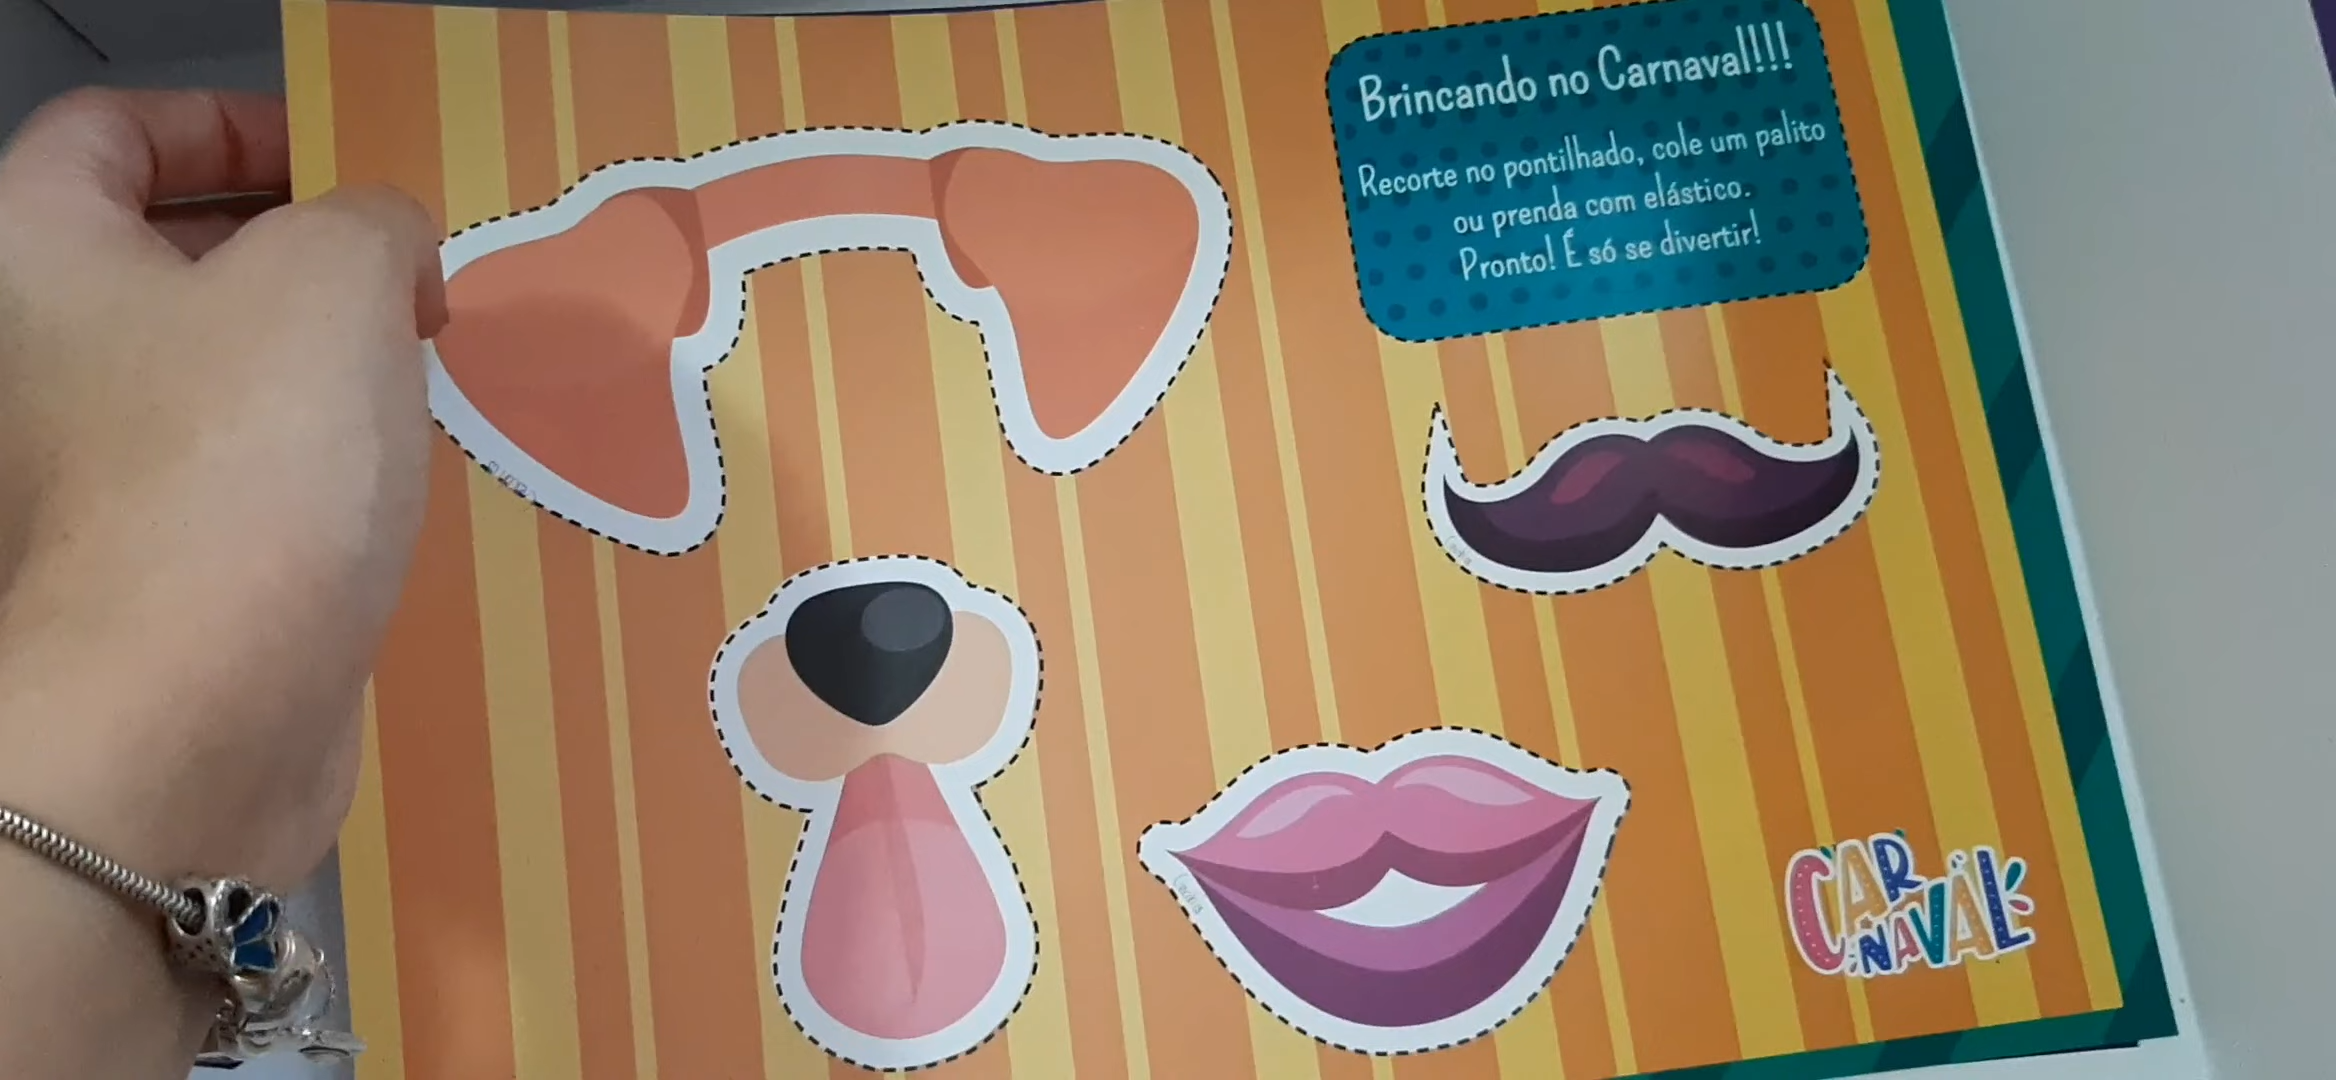 Brincando no Carnaval!!!
Recorte no pontilhado, cole um palito
ou prenda com elástico.
Pronto! É só se divertir!
CAR
NAVAL